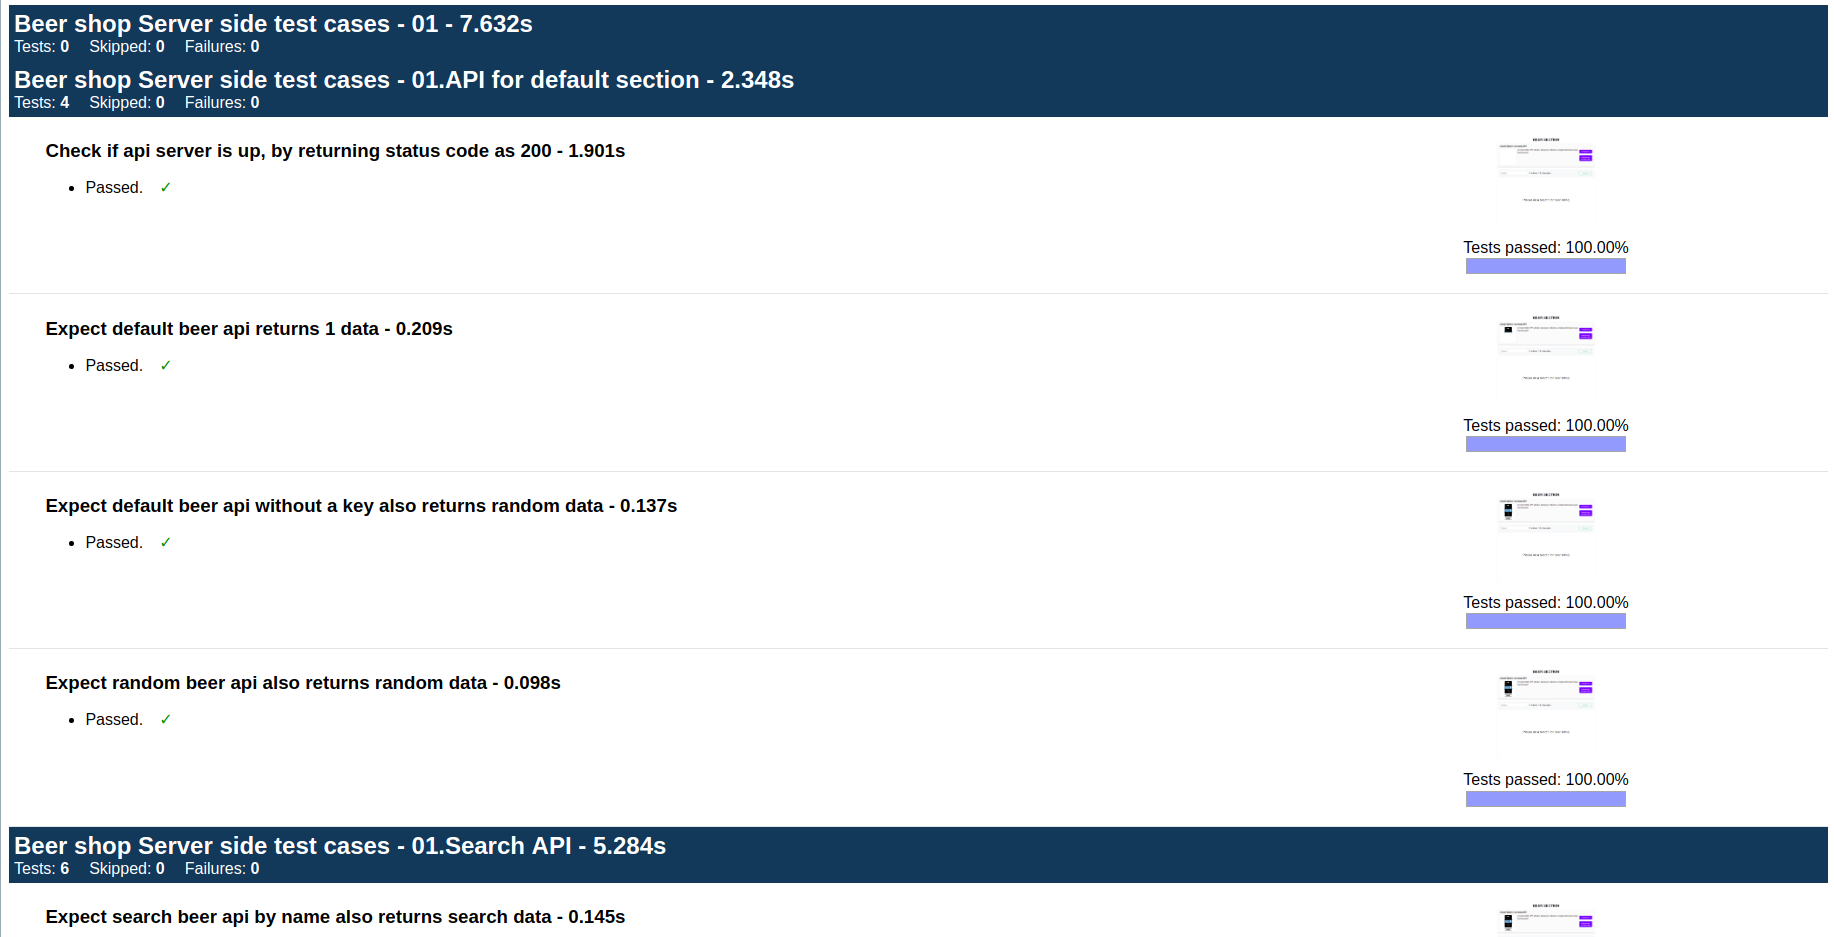 Beer shop Server side test cases - 01 - 7.632s
Tests: 0 Skipped: 0 Failures: 0
Beer shop Server side test cases - 01.API for default section - 2.348s
Tests: 4 Skipped: 0 Failures: 0
Check if api server is up, by returning status code as 200 - 1.901s
• Passed. ✓
Tests passed: 100.00%
Expect default beer api returns 1 data - 0.209s
• Passed. ✓
Tests passed: 100.00%
Expect default beer api without a key also returns random data - 0.137s
• Passed. ✓
Tests passed: 100.00%
Expect random beer api also returns random data - 0.098s
• Passed. ✓
Tests passed: 100.00%
Beer shop Server side test cases - 01.Search API - 5.284s
Tests: 6 Skipped: 0 Failures: 0
Expect search beer api by name also returns search data - 0.145s